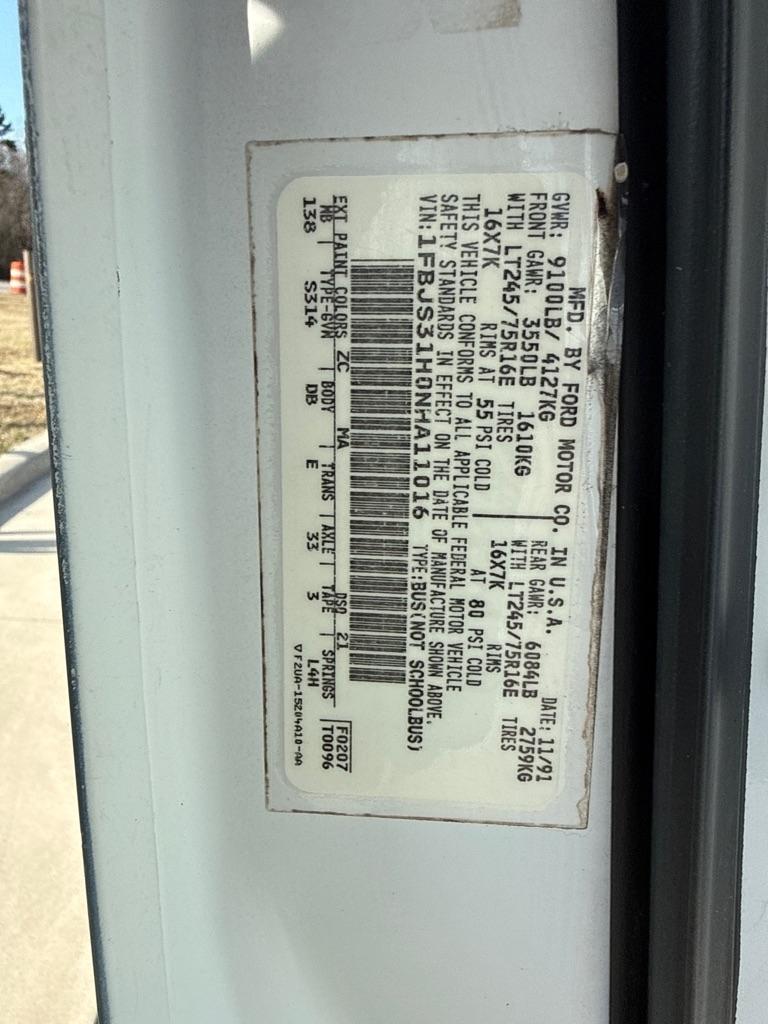 MFD. BY FORD MOTOR CO. IN U.S.A.
DATE: 11/91
GVWR: 9100LB/ 4127KG
FRONT GAWR: 3550LB 1610KG
REAR GAWR: 6084LB 2759KG
WITH LT245/75R16E TIRES
WITH LT245/75R16E TIRES
16X7K RIMS AT 55 PSI COLD
16X7K RIMS
AT 80 PSI COLD
THIS VEHICLE CONFORMS TO ALL APPLICABLE FEDERAL MOTOR VEHICLE
SAFETY STANDARDS IN EFFECT ON THE DATE OF MANUFACTURE SHOWN ABOVE.
VIN: 1FBJS31H0NHA11016 TYPE: BUS(NOT SCHOOLBUS)
EXT PAINT COLORS ZC MA DSO 21 F0207
WB | TYPE-GVW | BODY | TRANS | AXLE | TAPE | SPRINGS T0096
138 S314 DB E 33 3 L4H
▽F2UA-15204A10-AA